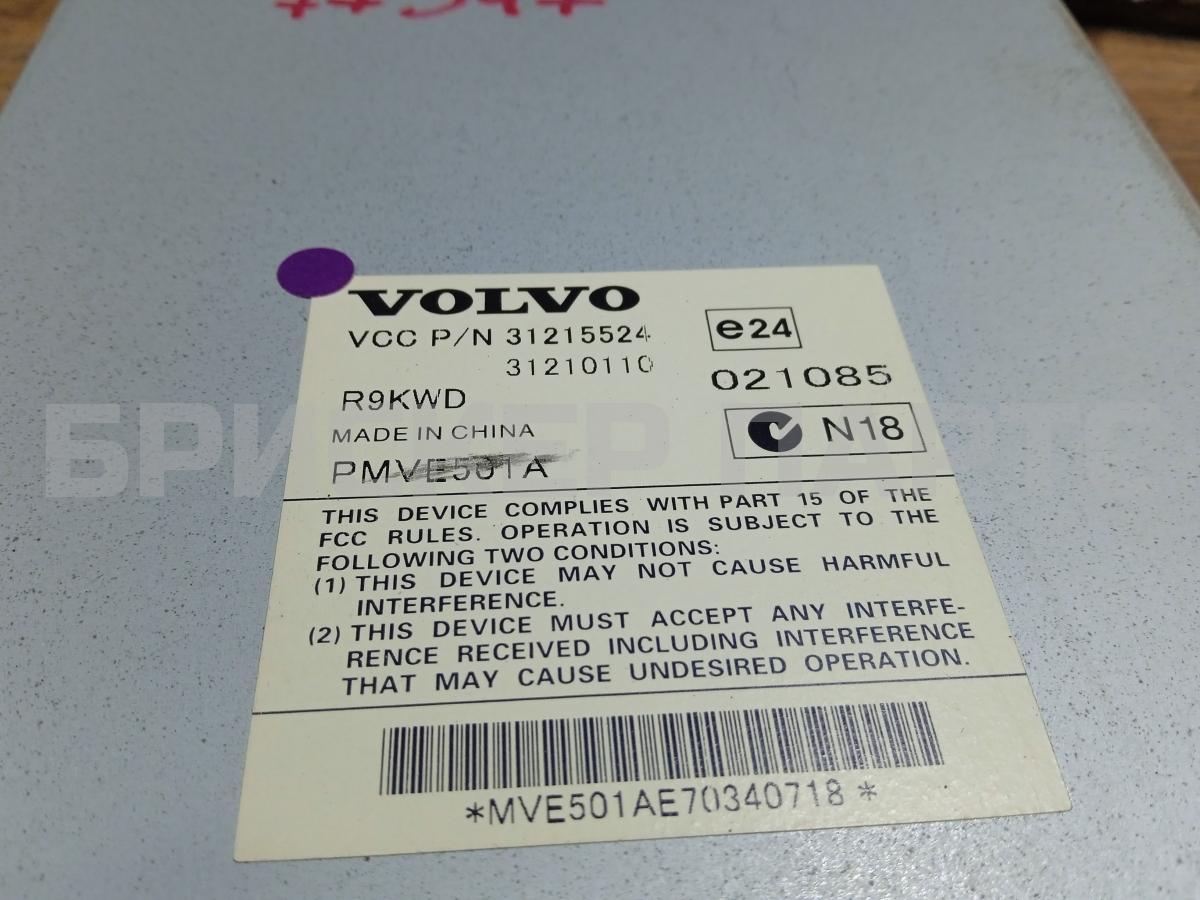 VOLVO
VCC P/N 31215524
31210110
R9KWD
MADE IN CHINA
PMVE501A
e24
021085
N18
THIS DEVICE COMPLIES WITH PART 15 OF THE
FCC RULES. OPERATION IS SUBJECT TO THE
FOLLOWING TWO CONDITIONS:
(1) THIS DEVICE MAY NOT CAUSE HARMFUL
INTERFERENCE.
(2) THIS DEVICE MUST ACCEPT ANY INTERFE-
RENCE RECEIVED INCLUDING INTERFERENCE
THAT MAY CAUSE UNDESIRED OPERATION.
*MVE501AE70340718*